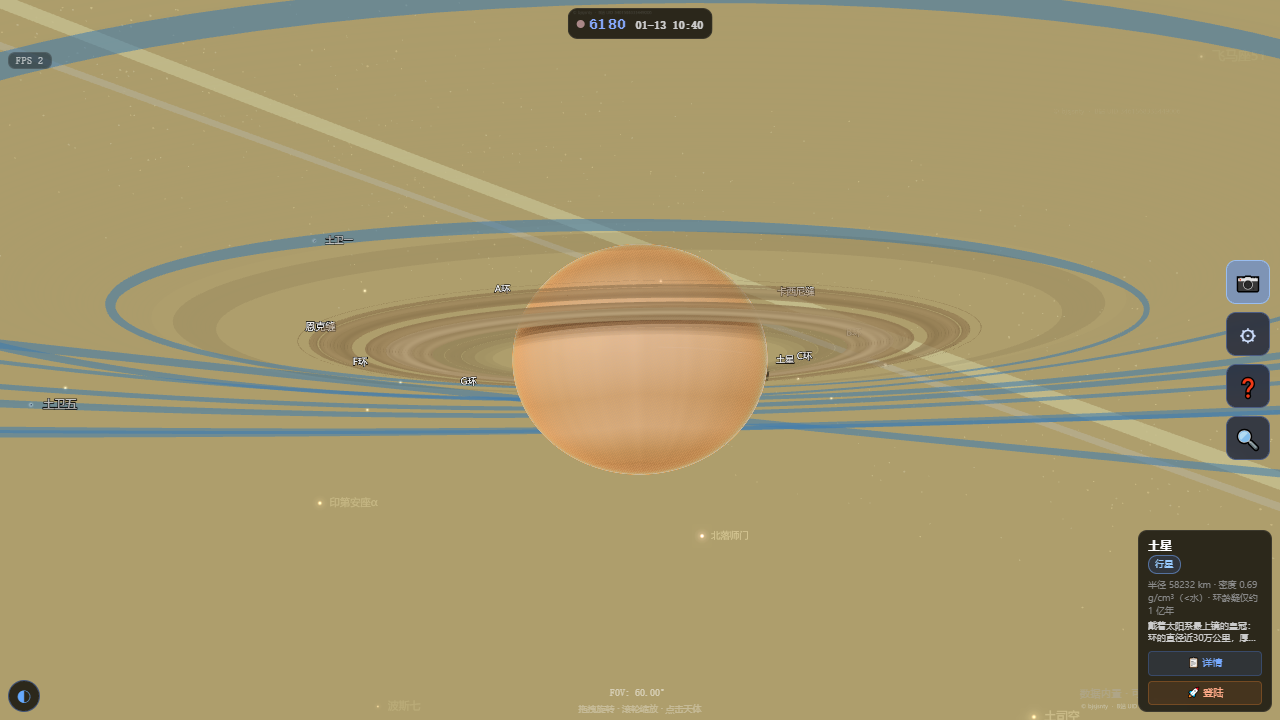 6180 01-13 10:40
FPS 2
土卫一
A环
卡西尼缝
恩克缝
F环
土星
C环
G环
土卫五
印第安座α
北落师门
土星
行星
半径 58232 km · 密度 0.69
g/cm³（<水）· 环龄疑仅约
1 亿年
戴着太阳系最上镜的皇冠：
环的直径近30万公里，厚…
详情
登陆
FOV: 60.00°
拖拽旋转 · 滚轮缩放 · 点击天体
土司空